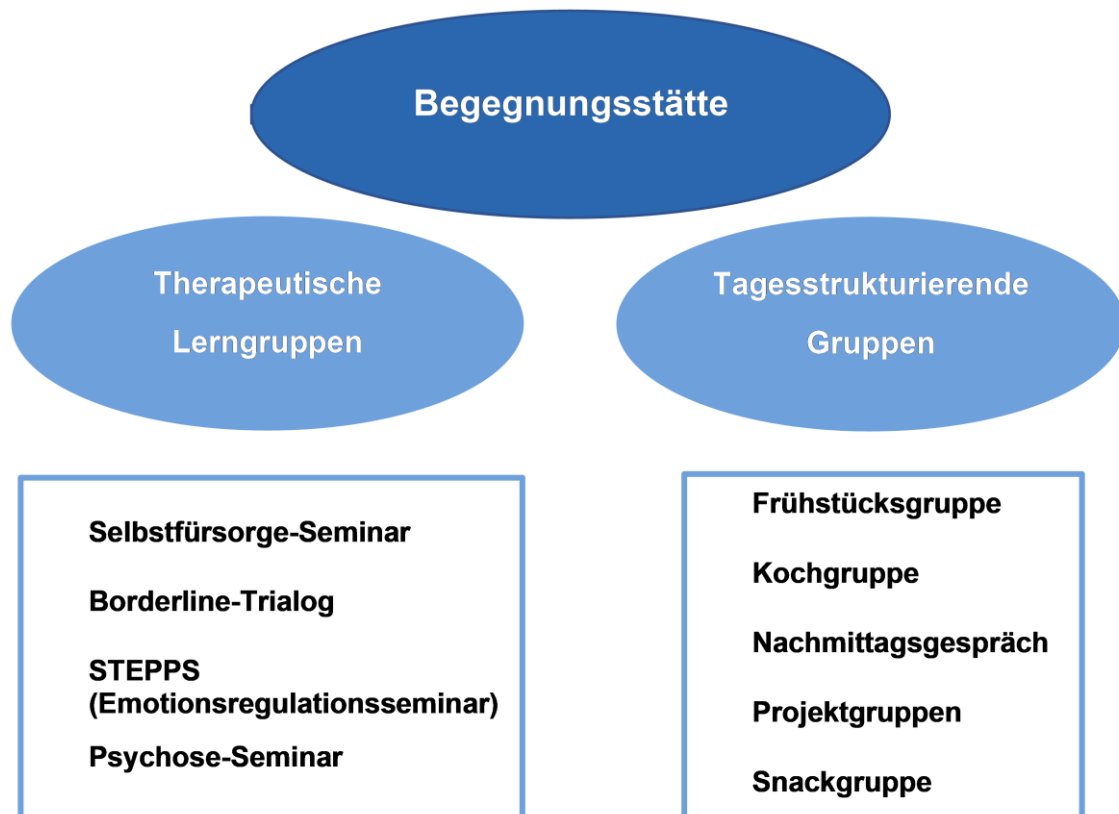 Begegnungsstätte
Therapeutische
Lerngruppen
Tagesstrukturierende
Gruppen
Selbstfürsorge-Seminar
Borderline-Trialog
STEPPS
(Emotionsregulationsseminar)
Psychose-Seminar
Frühstücksgruppe
Kochgruppe
Nachmittagsgespräch
Projektgruppen
Snackgruppe